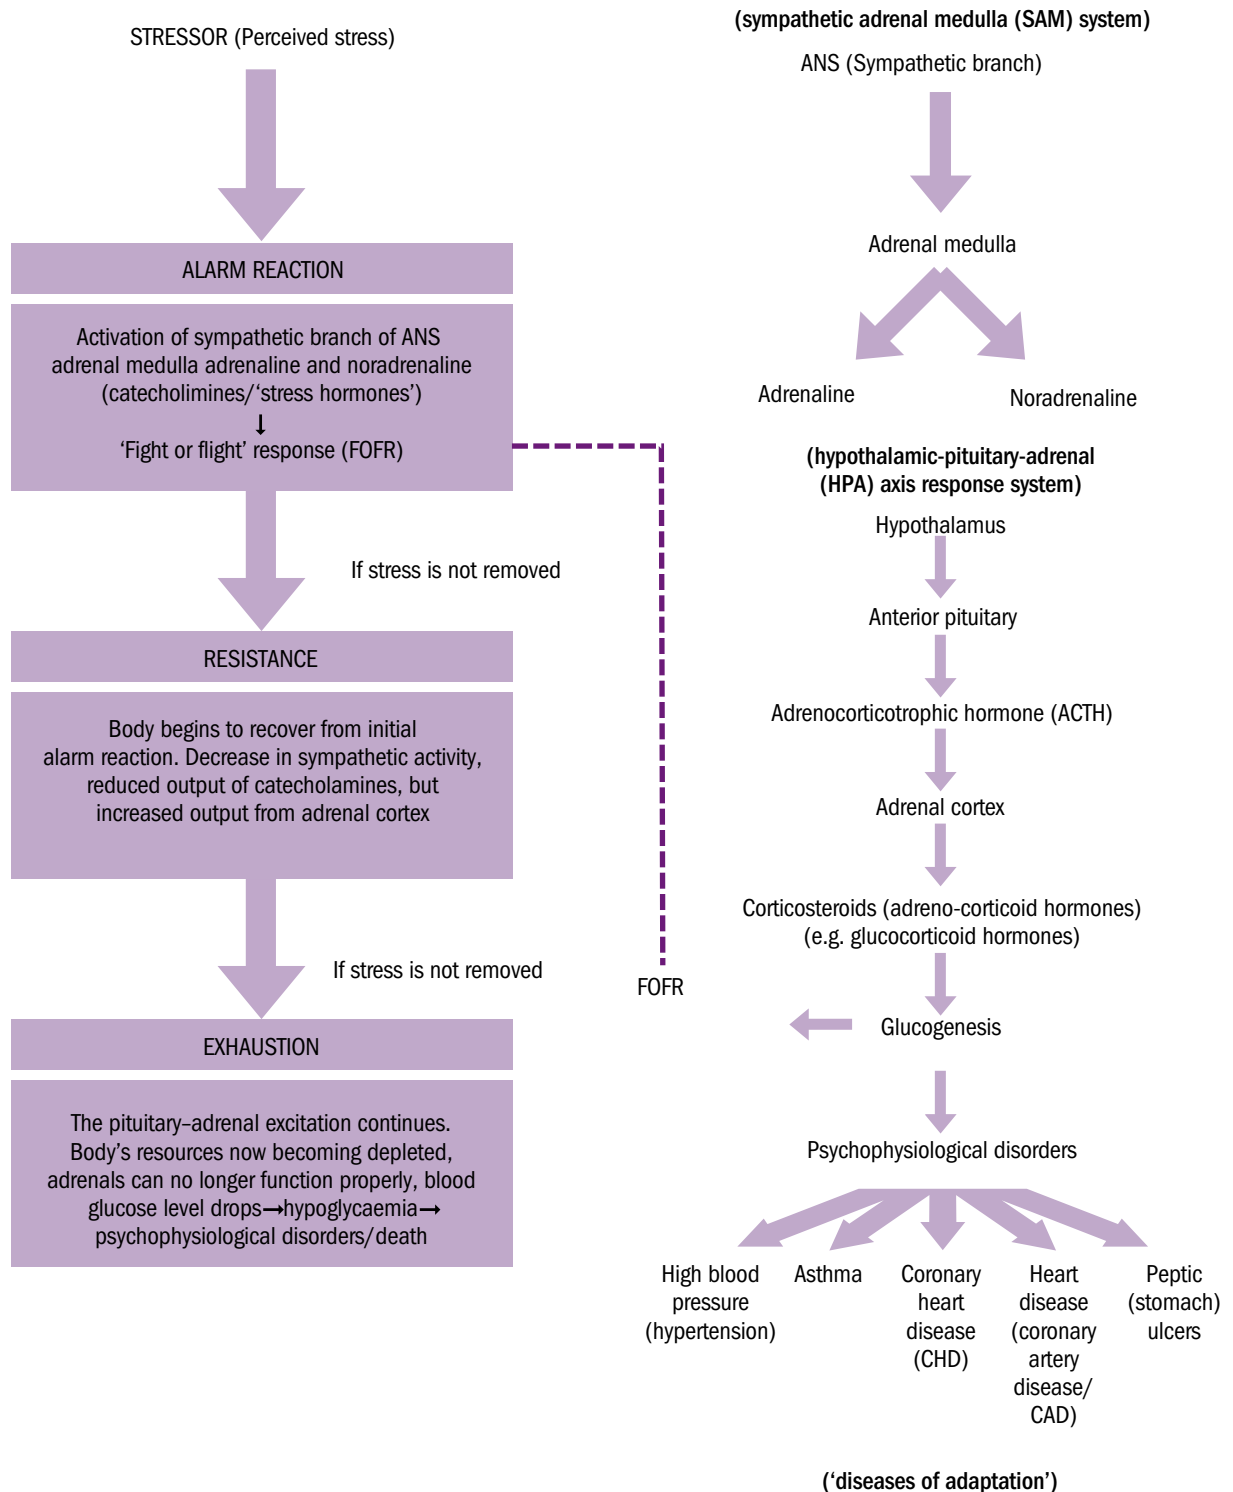 STRESSOR (Perceived stress)
ALARM REACTION
Activation of sympathetic branch of ANS
adrenal medulla adrenaline and noradrenaline
(catecholimines/‘stress hormones’)
↓
‘Fight or flight’ response (FOFR)
If stress is not removed
RESISTANCE
Body begins to recover from initial
alarm reaction. Decrease in sympathetic activity,
reduced output of catecholamines, but
increased output from adrenal cortex
If stress is not removed
EXHAUSTION
The pituitary–adrenal excitation continues.
Body’s resources now becoming depleted,
adrenals can no longer function properly, blood
glucose level drops→hypoglycaemia→
psychophysiological disorders/death
FOFR
(sympathetic adrenal medulla (SAM) system)
ANS (Sympathetic branch)
Adrenal medulla
Adrenaline
Noradrenaline
(hypothalamic-pituitary-adrenal
(HPA) axis response system)
Hypothalamus
Anterior pituitary
Adrenocorticotrophic hormone (ACTH)
Adrenal cortex
Corticosteroids (adreno-corticoid hormones)
(e.g. glucocorticoid hormones)
Glucogenesis
Psychophysiological disorders
High blood
pressure
(hypertension)
Asthma
Coronary
heart
disease
(CHD)
Heart
disease
(coronary
artery
disease/
CAD)
Peptic
(stomach)
ulcers
(‘diseases of adaptation’)